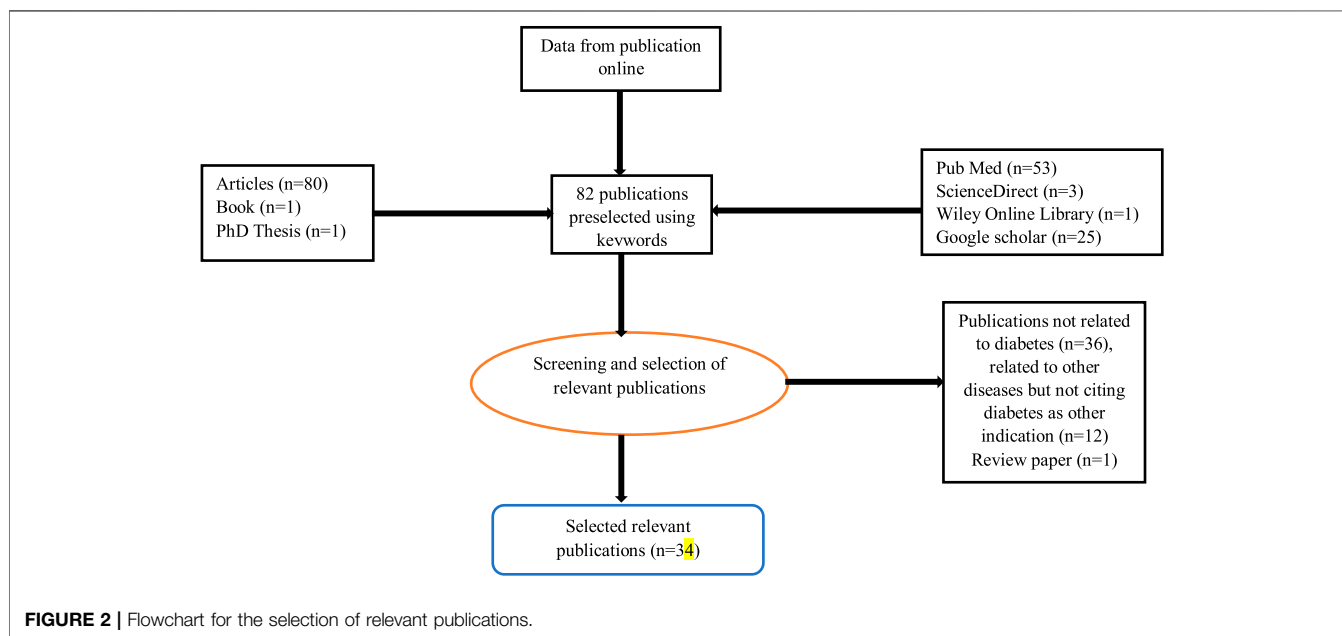 Data from publication
online
Articles (n=80)
Book (n=1)
PhD Thesis (n=1)
82 publications
preselected using
keywords
Pub Med (n=53)
ScienceDirect (n=3)
Wiley Online Library (n=1)
Google scholar (n=25)
Screening and selection of
relevant publications
Publications not related
to diabetes (n=36),
related to other
diseases but not citing
diabetes as other
indication (n=12)
Review paper (n=1)
Selected relevant
publications (n=34)
FIGURE 2 | Flowchart for the selection of relevant publications.